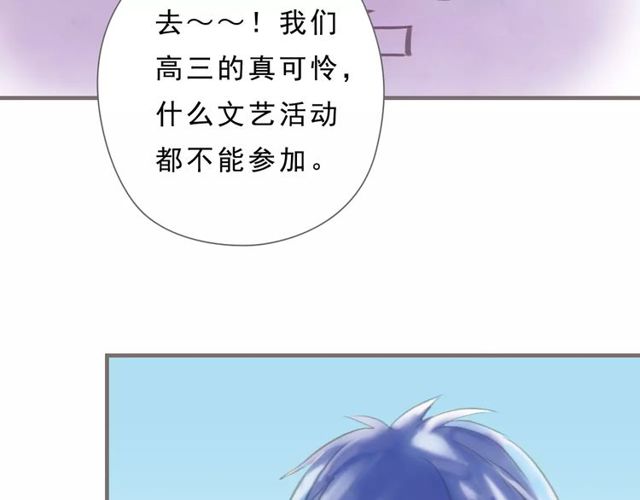 去～～！我们
高三的真可怜，
什么文艺活动
都不能参加。